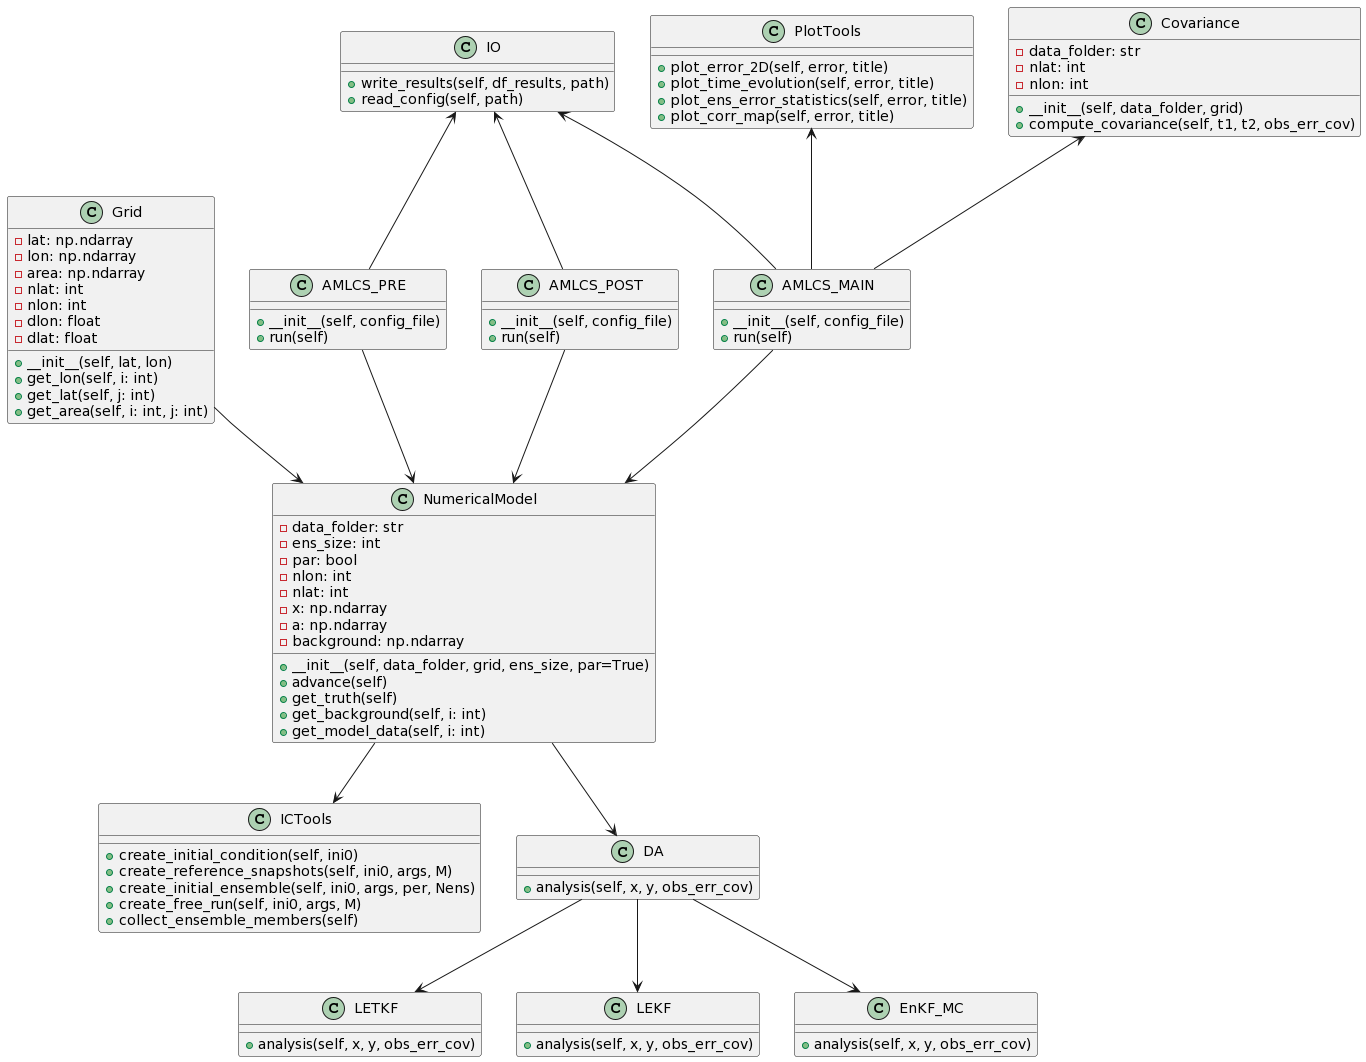 C IO
write_results(self, df_results, path)
read_config(self, path)
C PlotTools
plot_error_2D(self, error, title)
plot_time_evolution(self, error, title)
plot_ens_error_statistics(self, error, title)
plot_corr_map(self, error, title)
C Covariance
data_folder: str
nlat: int
nlon: int
__init__(self, data_folder, grid)
compute_covariance(self, t1, t2, obs_err_cov)
C Grid
lat: np.ndarray
lon: np.ndarray
area: np.ndarray
nlat: int
nlon: int
dlon: float
dlat: float
__init__(self, lat, lon)
get_lon(self, i: int)
get_lat(self, j: int)
get_area(self, i: int, j: int)
C AMLCS_PRE
__init__(self, config_file)
run(self)
C AMLCS_POST
__init__(self, config_file)
run(self)
C AMLCS_MAIN
__init__(self, config_file)
run(self)
C NumericalModel
data_folder: str
ens_size: int
par: bool
nlon: int
nlat: int
x: np.ndarray
a: np.ndarray
background: np.ndarray
__init__(self, data_folder, grid, ens_size, par=True)
advance(self)
get_truth(self)
get_background(self, i: int)
get_model_data(self, i: int)
C ICTools
create_initial_condition(self, ini0)
create_reference_snapshots(self, ini0, args, M)
create_initial_ensemble(self, ini0, args, per, Nens)
create_free_run(self, ini0, args, M)
collect_ensemble_members(self)
C DA
analysis(self, x, y, obs_err_cov)
C LETKF
analysis(self, x, y, obs_err_cov)
C LEKF
analysis(self, x, y, obs_err_cov)
C EnKF_MC
analysis(self, x, y, obs_err_cov)